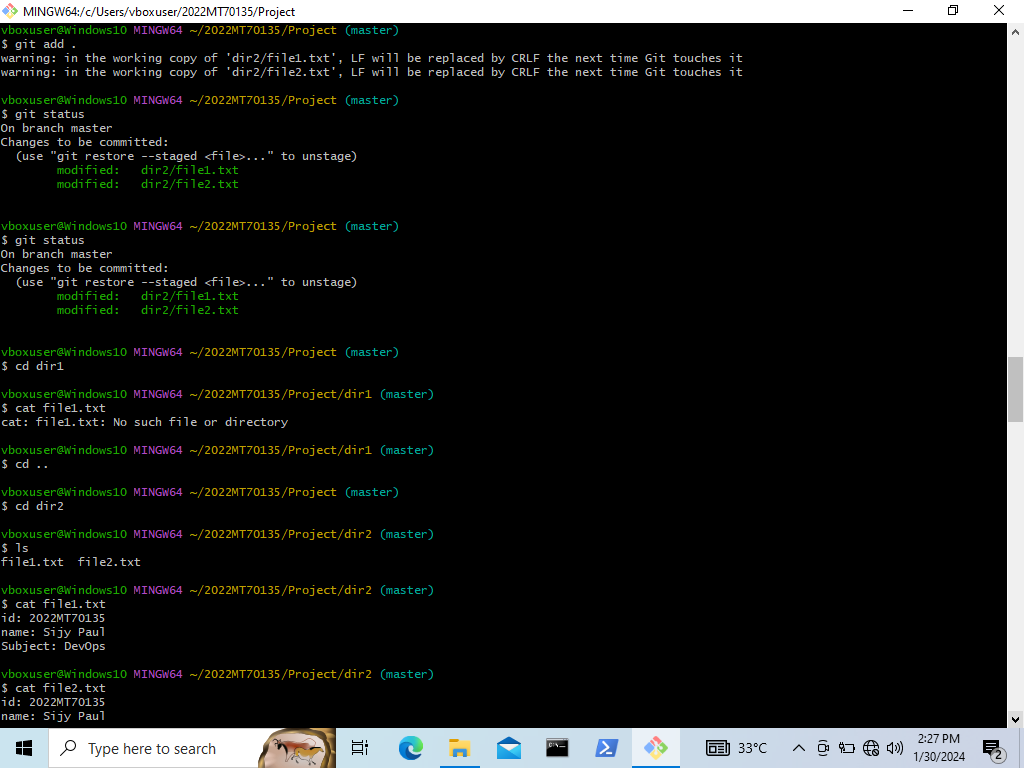 MINGW64:/c/Users/vboxuser/2022MT70135/Project
vboxuser@Windows10 MINGW64 ~/2022MT70135/Project (master)
$ git add .
warning: in the working copy of 'dir2/file1.txt', LF will be replaced by CRLF the next time Git touches it
warning: in the working copy of 'dir2/file2.txt', LF will be replaced by CRLF the next time Git touches it
vboxuser@Windows10 MINGW64 ~/2022MT70135/Project (master)
$ git status
On branch master
Changes to be committed:
  (use "git restore --staged <file>..." to unstage)
        modified:   dir2/file1.txt
        modified:   dir2/file2.txt
vboxuser@Windows10 MINGW64 ~/2022MT70135/Project (master)
$ git status
On branch master
Changes to be committed:
  (use "git restore --staged <file>..." to unstage)
        modified:   dir2/file1.txt
        modified:   dir2/file2.txt
vboxuser@Windows10 MINGW64 ~/2022MT70135/Project (master)
$ cd dir1
vboxuser@Windows10 MINGW64 ~/2022MT70135/Project/dir1 (master)
$ cat file1.txt
cat: file1.txt: No such file or directory
vboxuser@Windows10 MINGW64 ~/2022MT70135/Project/dir1 (master)
$ cd ..
vboxuser@Windows10 MINGW64 ~/2022MT70135/Project (master)
$ cd dir2
vboxuser@Windows10 MINGW64 ~/2022MT70135/Project/dir2 (master)
$ ls
file1.txt  file2.txt
vboxuser@Windows10 MINGW64 ~/2022MT70135/Project/dir2 (master)
$ cat file1.txt
id: 2022MT70135
name: Sijy Paul
Subject: DevOps
vboxuser@Windows10 MINGW64 ~/2022MT70135/Project/dir2 (master)
$ cat file2.txt
id: 2022MT70135
name: Sijy Paul
Type here to search
33°C
2:27 PM
1/30/2024
2